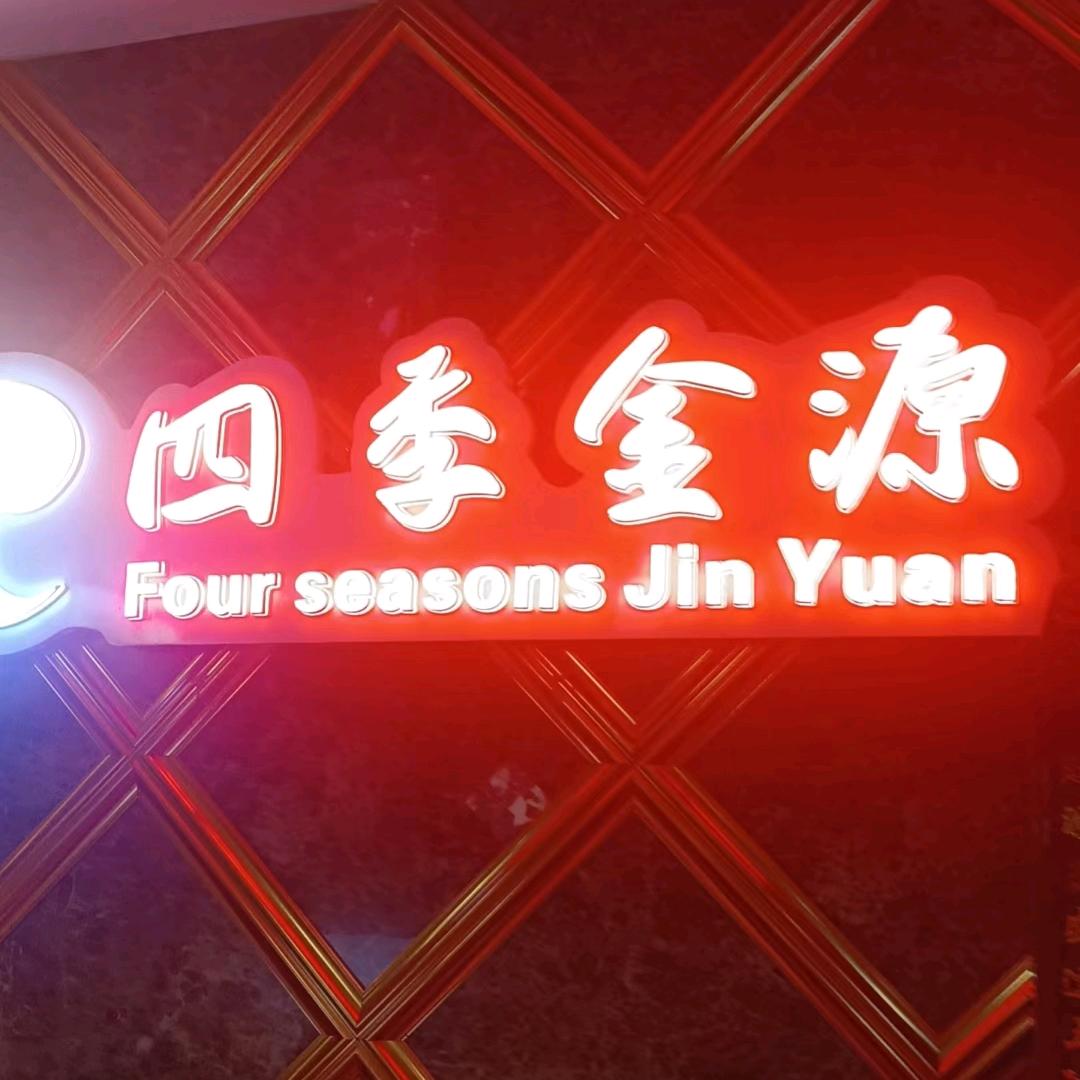 四季金源
Four seasons Jin Yuan